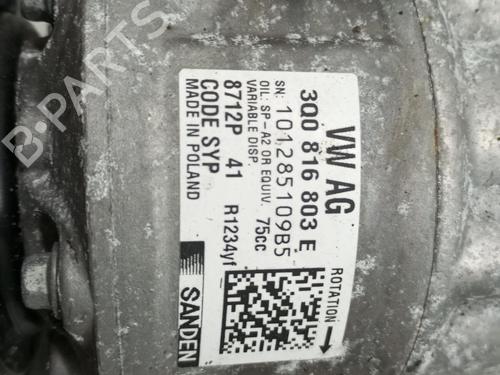 VW AG
3Q0 816 803 E
SN: 101285109B5
OIL: SP-A2 OR EQUIV. 75cc
VARIABLE DISP.
8712P 41 R1234yf
CODE SYP
MADE IN POLAND
ROTATION
SANDEN
B-PARTS